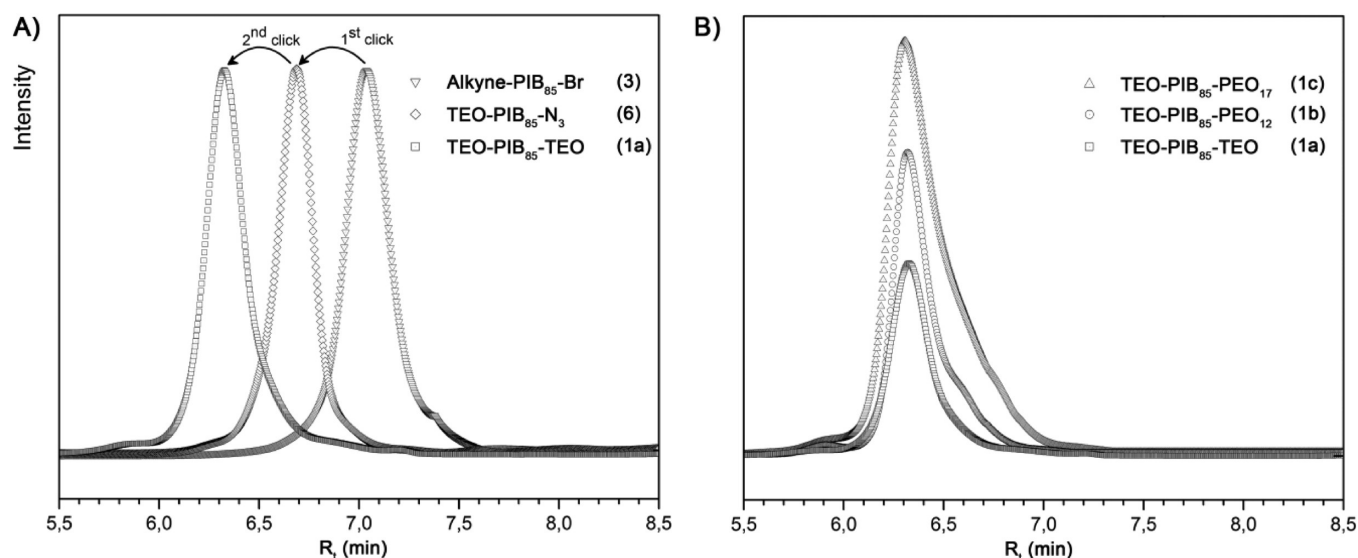 A)
2nd click
1st click
Intensity
▽ Alkyne-PIB85-Br (3)
◇ TEO-PIB85-N3 (6)
□ TEO-PIB85-TEO (1a)
5,5 6,0 6,5 7,0 7,5 8,0 8,5
Rt (min)
B)
△ TEO-PIB85-PEO17 (1c)
○ TEO-PIB85-PEO12 (1b)
□ TEO-PIB85-TEO (1a)
5,5 6,0 6,5 7,0 7,5 8,0 8,5
Rt (min)